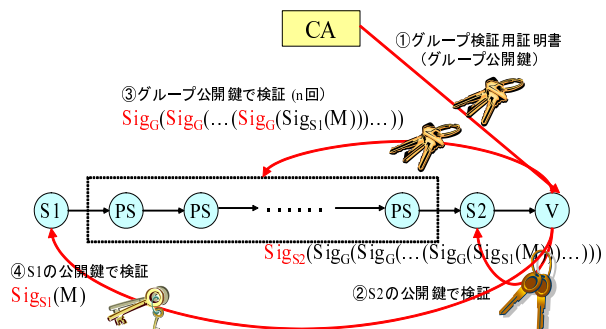 CA
①グループ検証用証明書
（グループ公開鍵）
③グループ公開鍵で検証 (n回)
SigG(SigG(…(SigG(SigS1(M)))…))
S1
PS
PS
······
PS
S2
V
SigS2(SigG(SigG(…(SigG(SigS1(M)))…)))
④S1の公開鍵で検証
SigS1(M)
②S2の公開鍵で検証